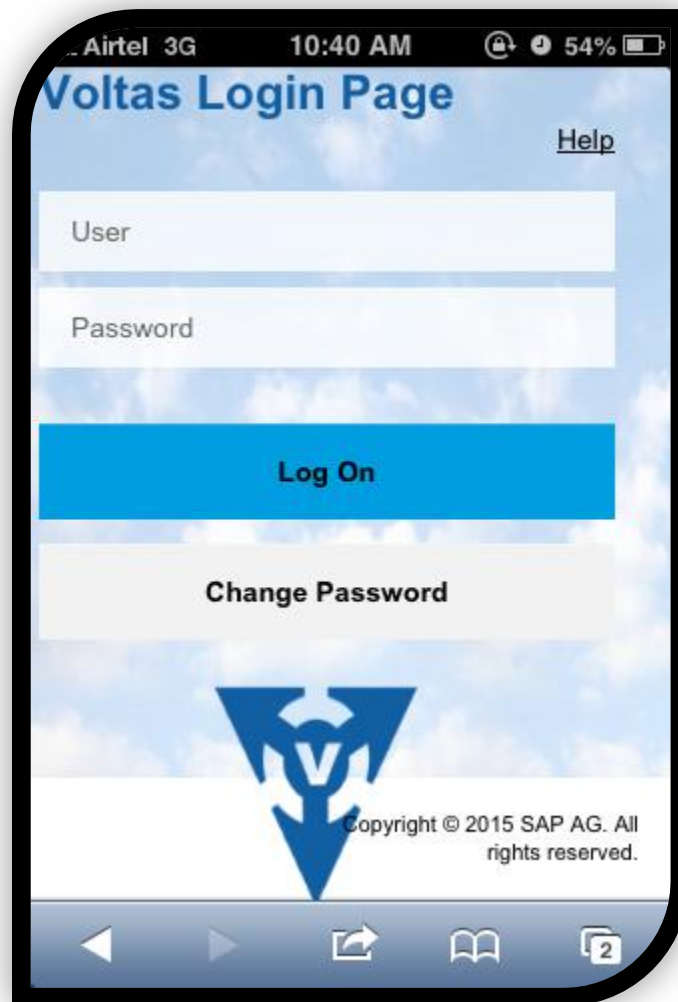 Airtel 3G 10:40 AM 54%
Voltas Login Page
Help
User
Password
Log On
Change Password
V
Copyright © 2015 SAP AG. All
rights reserved.
2